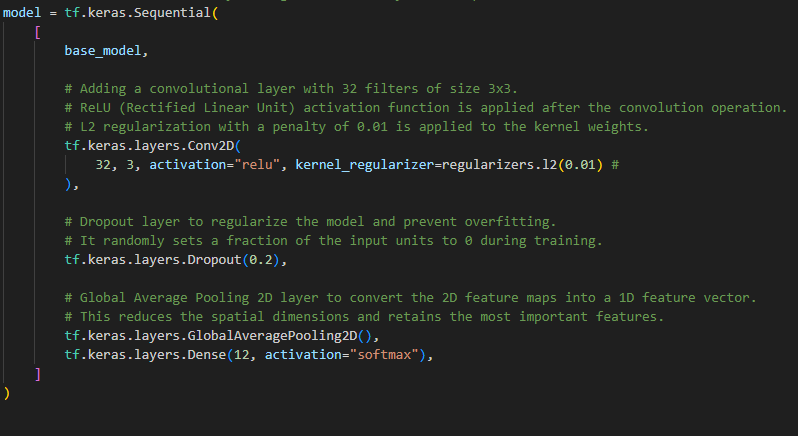 model = tf.keras.Sequential(
    [
        base_model,
        # Adding a convolutional layer with 32 filters of size 3x3.
        # ReLU (Rectified Linear Unit) activation function is applied after the convolution operation.
        # L2 regularization with a penalty of 0.01 is applied to the kernel weights.
        tf.keras.layers.Conv2D(
            32, 3, activation="relu", kernel_regularizer=regularizers.l2(0.01) #
        ),
        # Dropout layer to regularize the model and prevent overfitting.
        # It randomly sets a fraction of the input units to 0 during training.
        tf.keras.layers.Dropout(0.2),
        # Global Average Pooling 2D layer to convert the 2D feature maps into a 1D feature vector.
        # This reduces the spatial dimensions and retains the most important features.
        tf.keras.layers.GlobalAveragePooling2D(),
        tf.keras.layers.Dense(12, activation="softmax"),
    ]
)